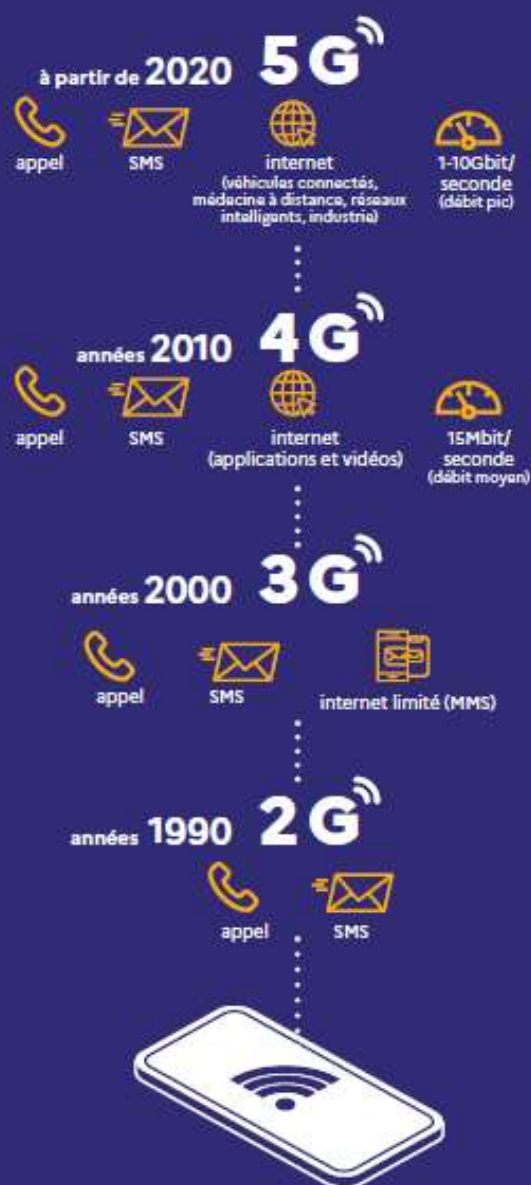 à partir de 2020 5G
appel SMS internet 1-10Gbit/
(véhicules connectés, seconde
médecine à distance, réseaux (débit pic)
intelligents, industrie)
années 2010 4G
appel SMS internet 15Mbit/
(applications et vidéos) seconde
(débit moyen)
années 2000 3G
appel SMS internet limité (MMS)
années 1990 2G
appel SMS